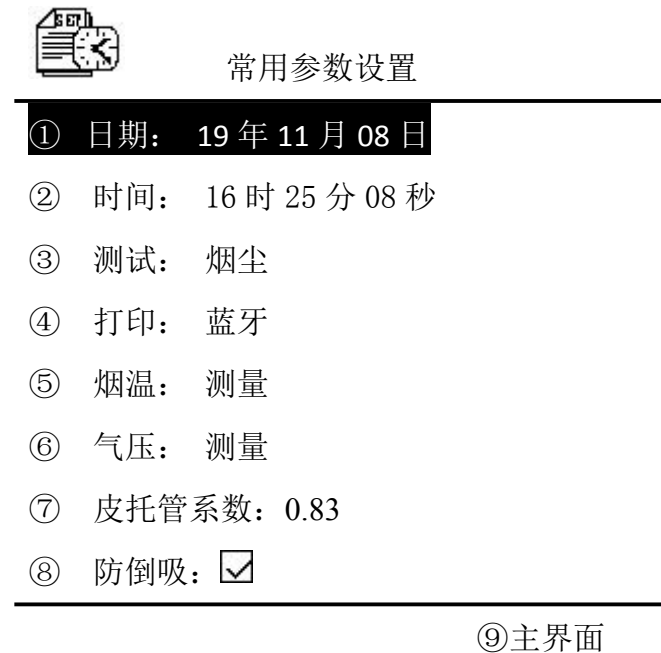 SET
常用参数设置
① 日期： 19 年 11 月 08 日
② 时间： 16 时 25 分 08 秒
③ 测试： 烟尘
④ 打印： 蓝牙
⑤ 烟温： 测量
⑥ 气压： 测量
⑦ 皮托管系数：0.83
⑧ 防倒吸：☑
⑨主界面